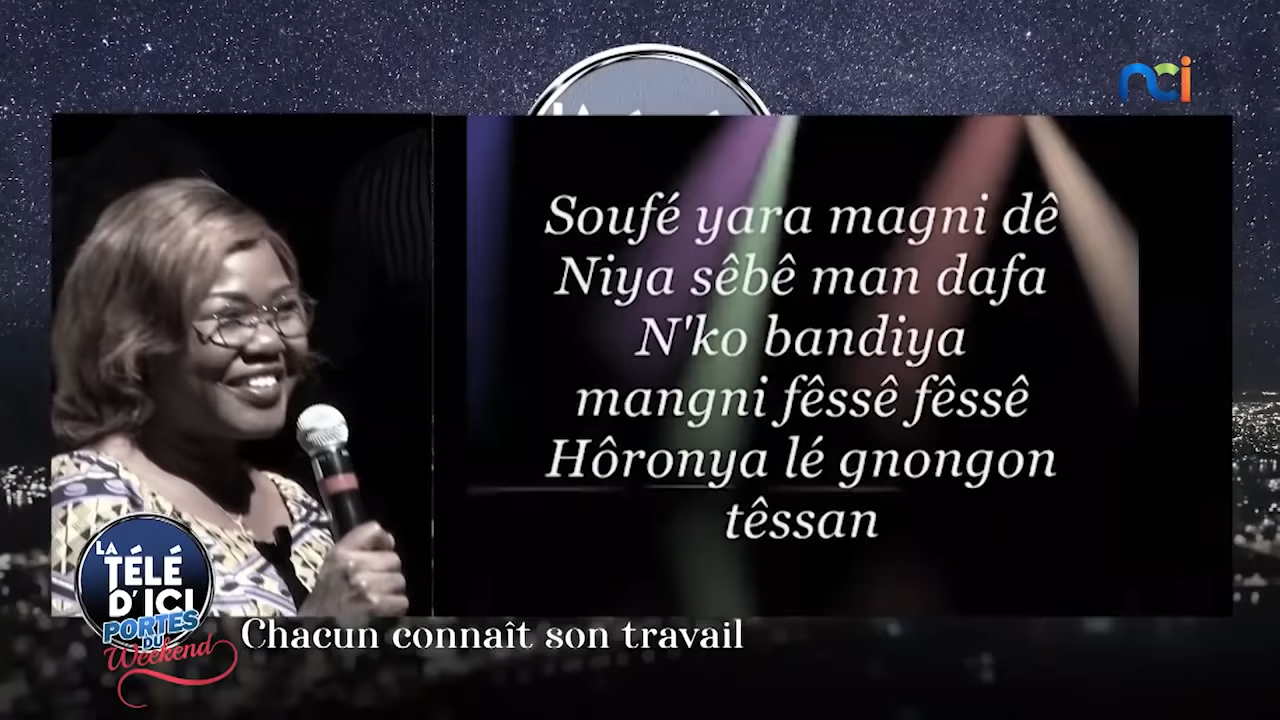 nci
LA
Soufé yara magni dê
Niya sêbê man dafa
N'ko bandiya
mangni fêssê fêssê
Hôronya lé gnongon
têssan
LA
TÉLÉ
D'ICI
PORTES
DU
Weekend
Chacun connaît son travail